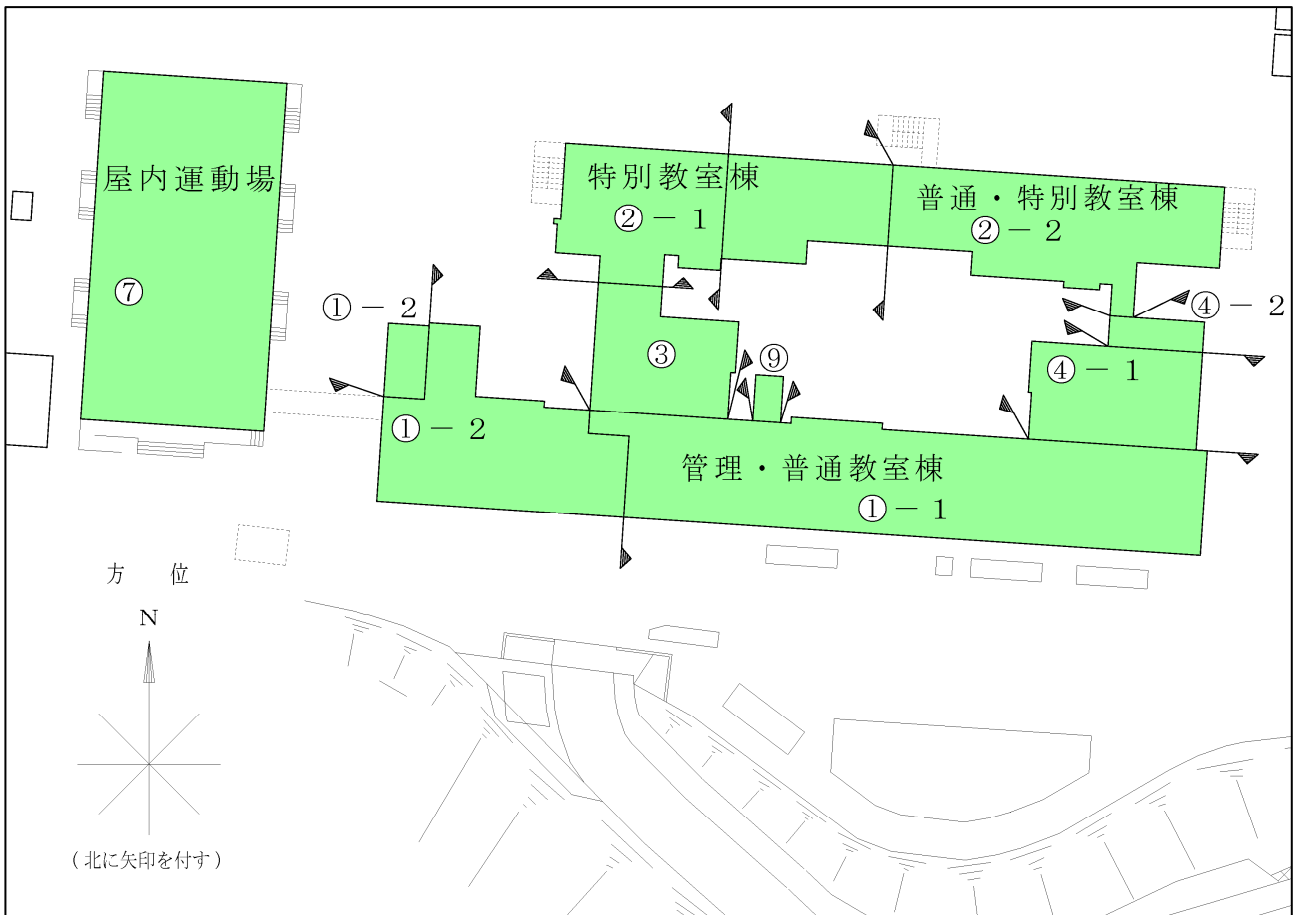 屋内運動場
⑦
特別教室棟
②－1
普通・特別教室棟
②－2
①－2
④－2
③
⑨
④－1
①－2
管理・普通教室棟
①－1
方 位
N
(北に矢印を付す)